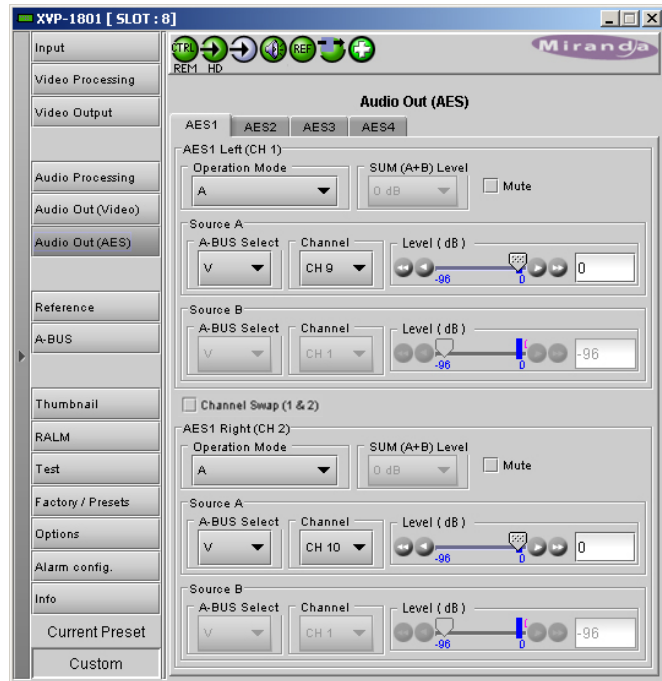 XVP-1801 [ SLOT : 8]
Input
Video Processing
Video Output
Audio Processing
Audio Out (Video)
Audio Out (AES)
Reference
A-BUS
Thumbnail
RALM
Test
Factory / Presets
Options
Alarm config.
Info
Current Preset
Custom
CTRL REF
REM HD
Miranda
Audio Out (AES)
AES1 AES2 AES3 AES4
AES1 Left (CH 1)
Operation Mode SUM (A+B) Level
A 0 dB Mute
Source A
A-BUS Select Channel Level ( dB )
V CH 9 0
-96 0
Source B
A-BUS Select Channel Level ( dB )
V CH 1 -96
-96 0
Channel Swap (1 & 2)
AES1 Right (CH 2)
Operation Mode SUM (A+B) Level
A 0 dB Mute
Source A
A-BUS Select Channel Level ( dB )
V CH 10 0
-96 0
Source B
A-BUS Select Channel Level ( dB )
V CH 1 -96
-96 0